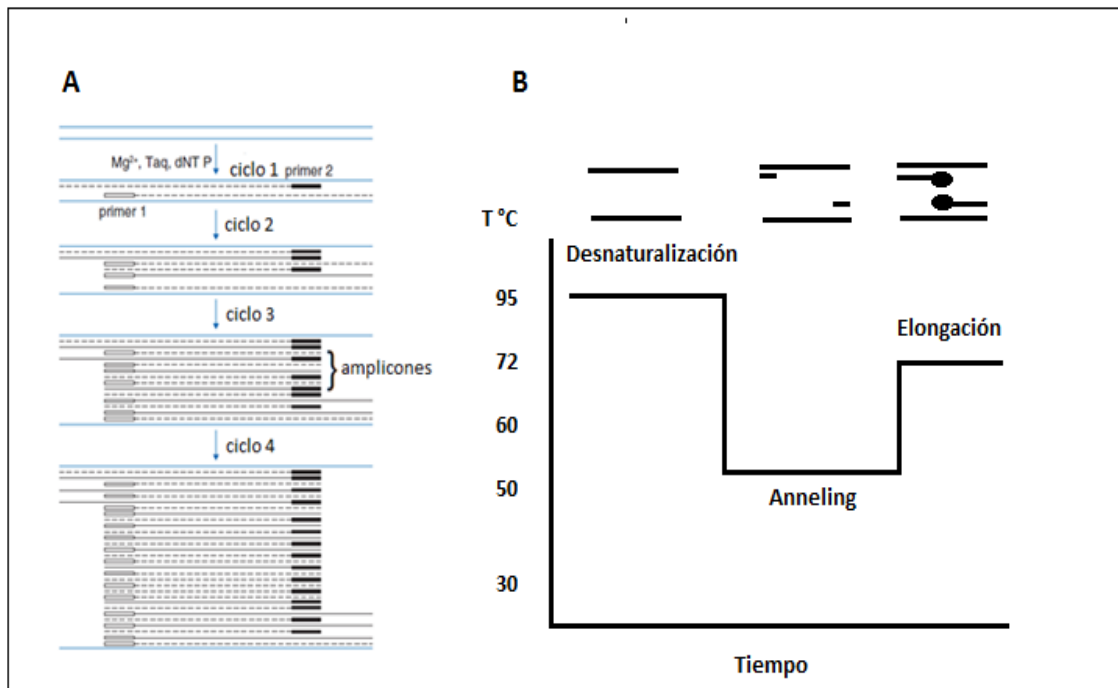 A
Mg²⁺, Taq, dNT P
ciclo 1
primer 2
primer 1
ciclo 2
ciclo 3
amplicones
ciclo 4
B
T °C
Desnaturalización
95
Elongación
72
60
50
Anneling
30
Tiempo